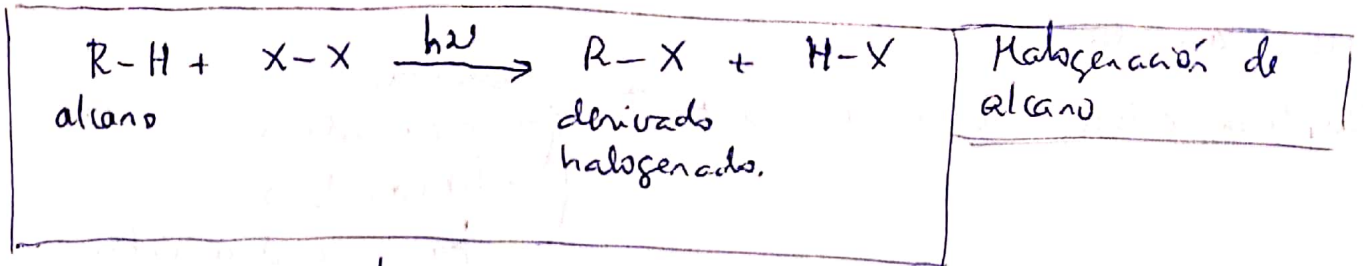 hν
R-H + X-X → R-X + H-X
alcano derivado
halogenado.
Halogenación de
alcano